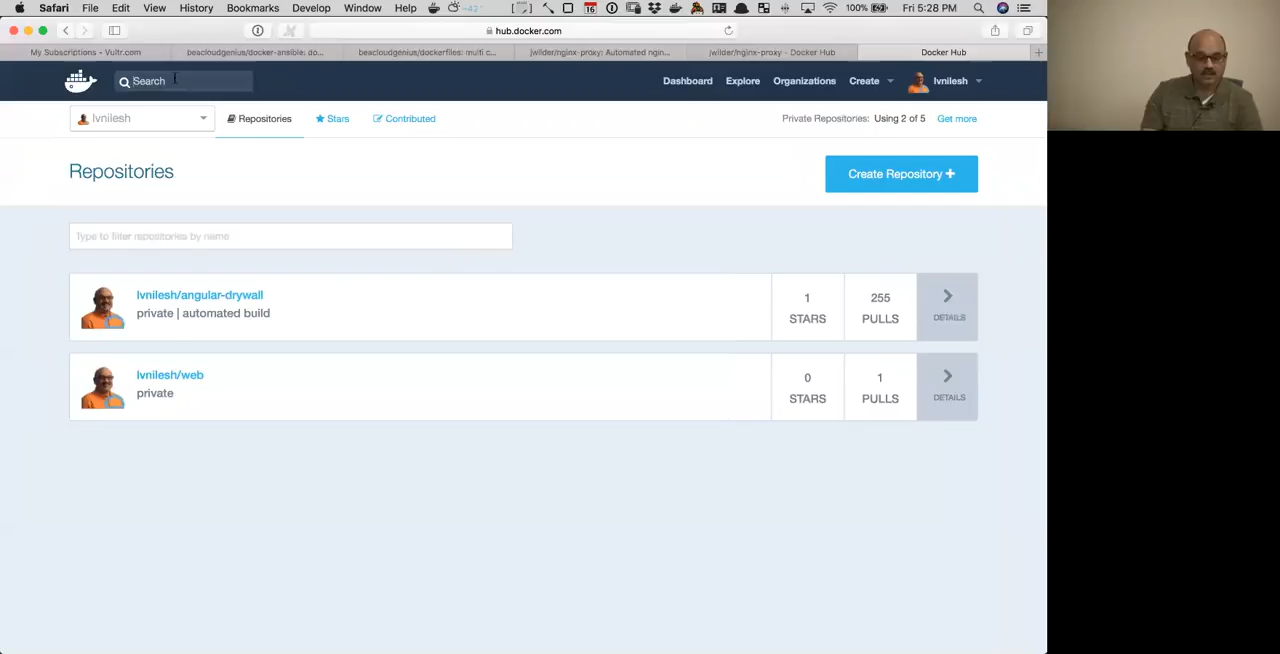 Safari File Edit View History Bookmarks Develop Window Help 16 100% Fri 5:28 PM
hub.docker.com
My Subscriptions - Vultr.com beacloudgenius/docker-ansible: do... beacloudgenius/dockerfiles: multi c... jwilder/nginx-proxy: Automated ngin... jwilder/nginx-proxy - Docker Hub Docker Hub
Search Dashboard Explore Organizations Create lvnilesh
lvnilesh Repositories Stars Contributed Private Repositories: Using 2 of 5 Get more
Repositories Create Repository +
Type to filter repositories by name
lvnilesh/angular-drywall
private | automated build
1
STARS
255
PULLS
DETAILS
lvnilesh/web
private
0
STARS
1
PULLS
DETAILS